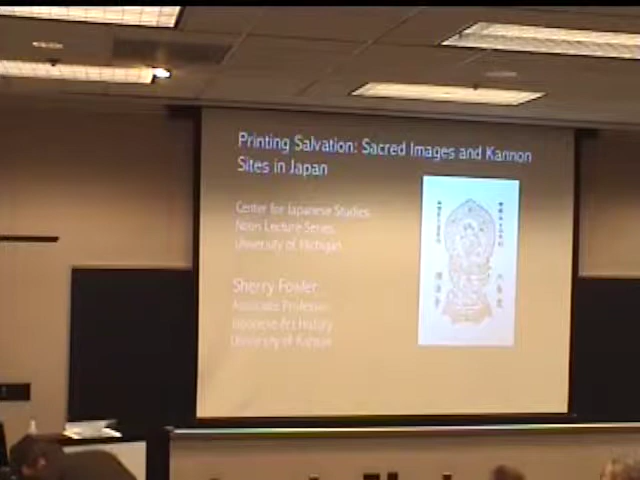 Printing Salvation: Sacred Images and Kannon
Sites in Japan
Center for Japanese Studies
Noon Lecture Series,
University of Michigan
Sherry Fowler
Associate Professor
Japanese Art History
University of Kansas